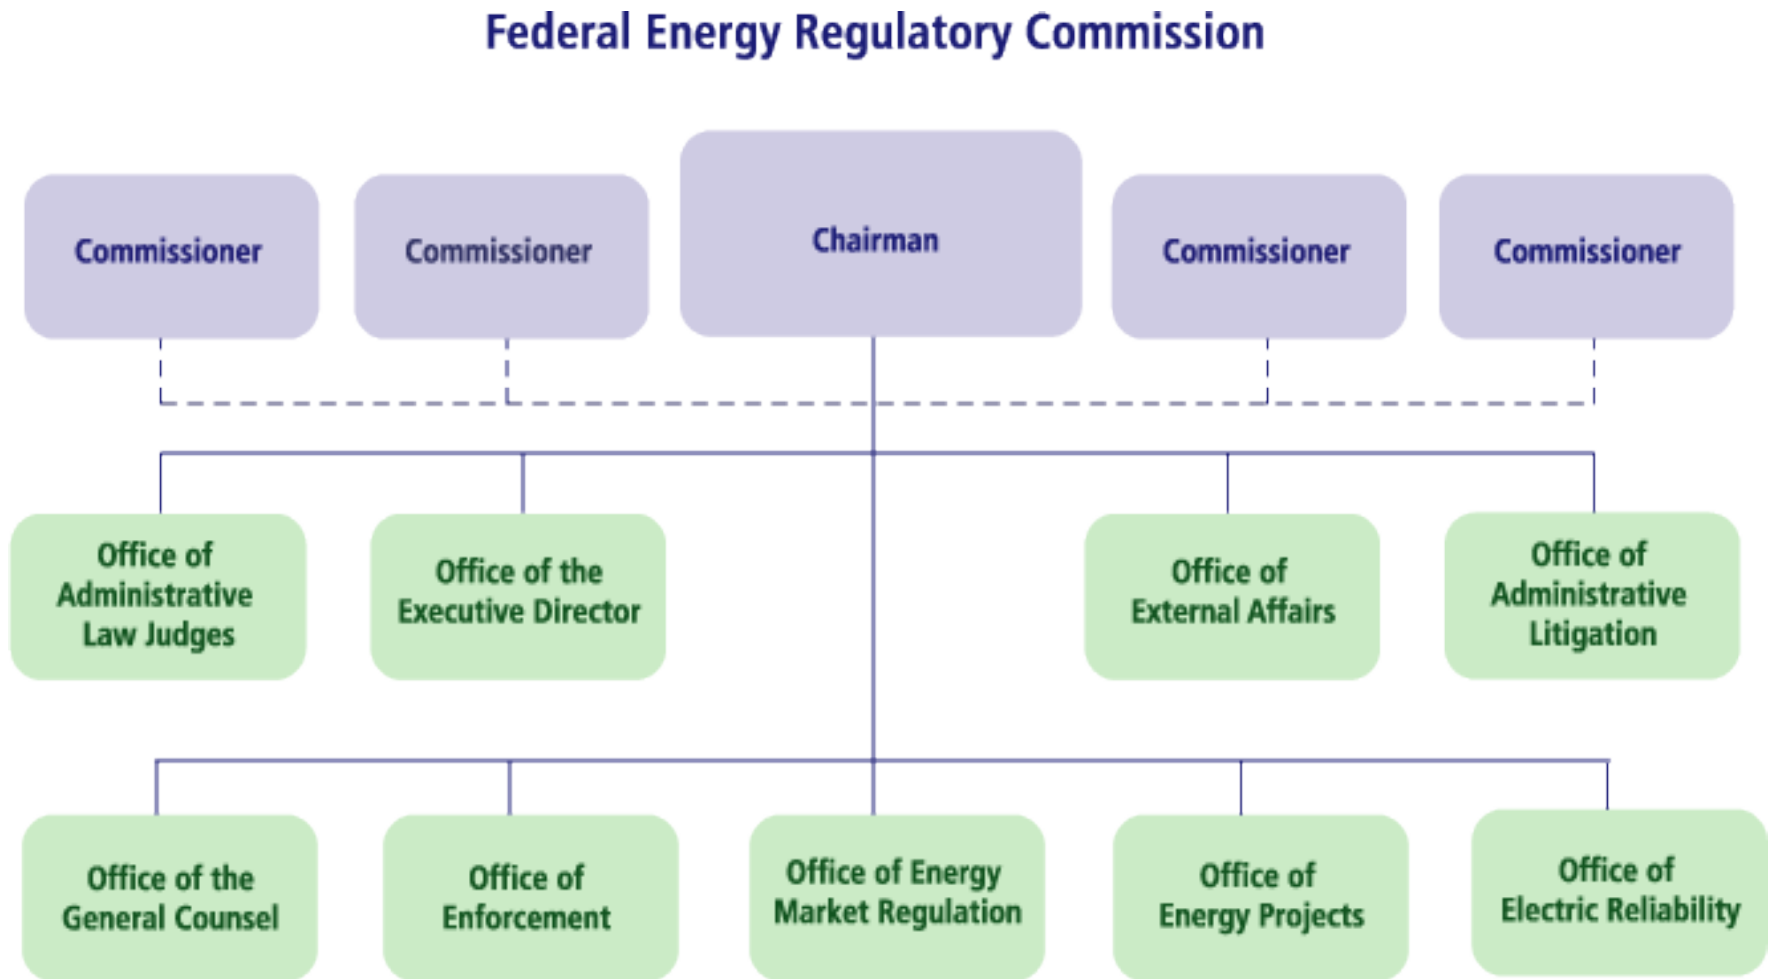 Federal Energy Regulatory Commission
Commissioner
Commissioner
Chairman
Commissioner
Commissioner
Office of
Administrative
Law Judges
Office of the
Executive Director
Office of
External Affairs
Office of
Administrative
Litigation
Office of the
General Counsel
Office of
Enforcement
Office of Energy
Market Regulation
Office of
Energy Projects
Office of
Electric Reliability